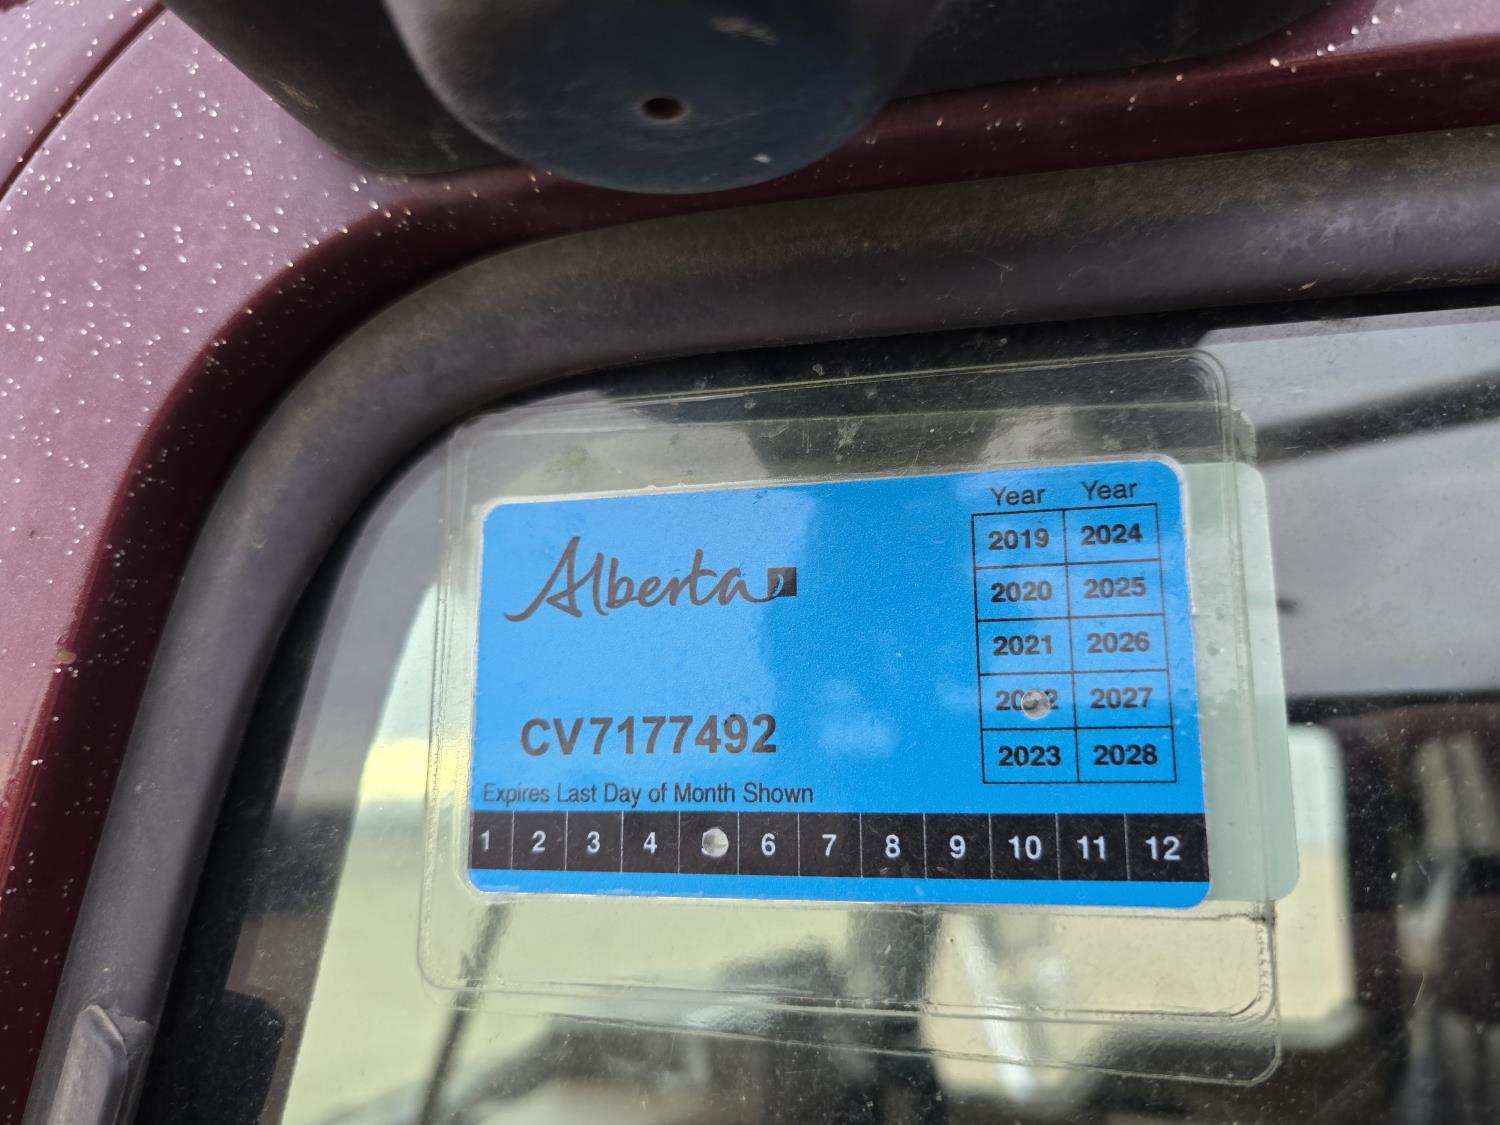 Alberta
Year Year
2019 2024
2020 2025
2021 2026
2022 2027
2023 2028
CV7177492
Expires Last Day of Month Shown
1 2 3 4 6 7 8 9 10 11 12